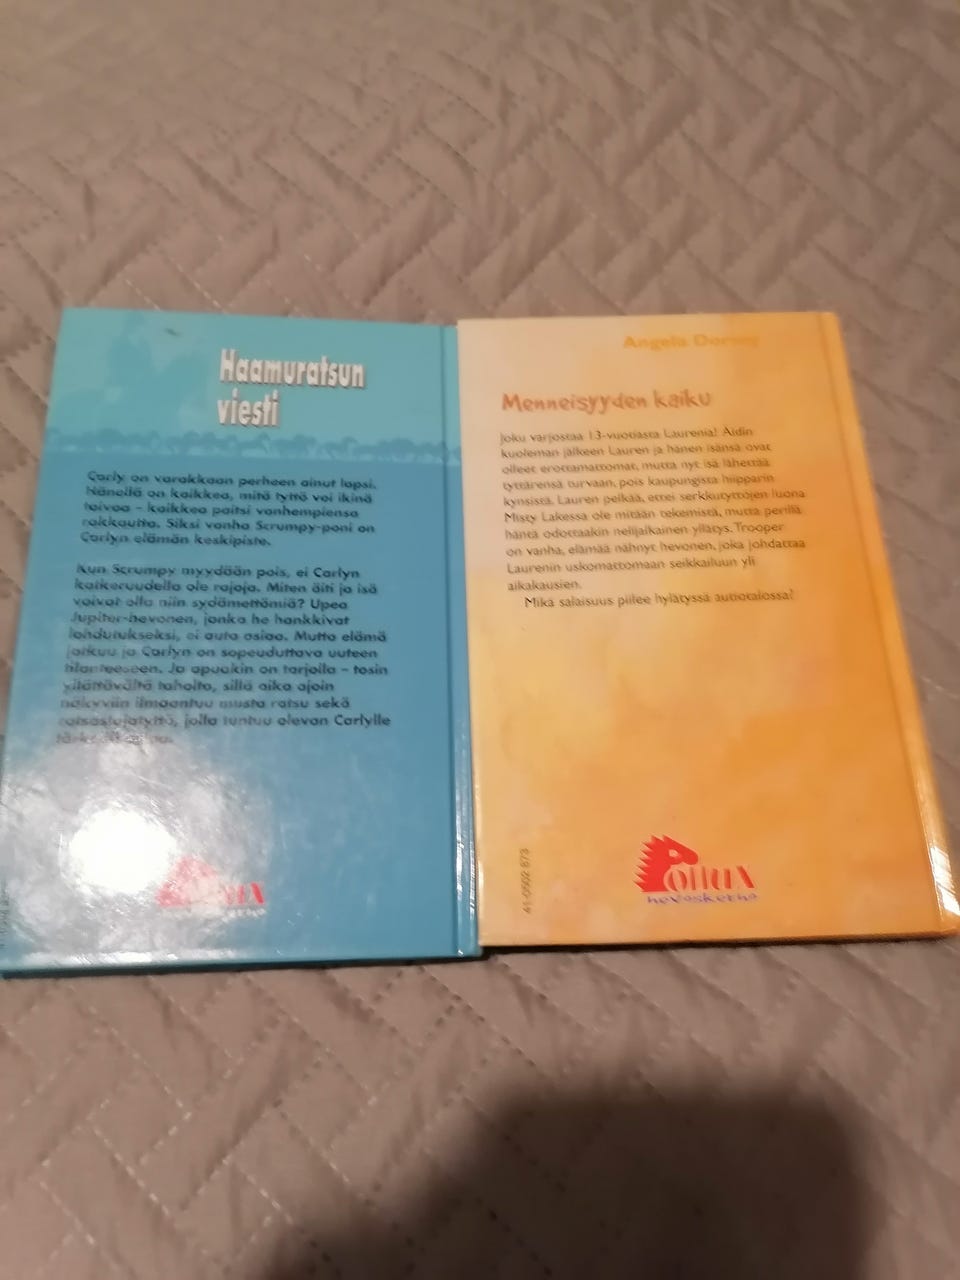 Haamuratsun
viesti
Carly on varakkaan perheen ainut lapsi.
Hänellä on kaikkea, mitä tyttö voi ikinä
toivoa – kaikkea paitsi vanhempiensa
rakkautta. Siksi vanha Scrumpy-poni on
Carlyn elämän keskipiste.
Kun Scrumpy myydään pois, ei Carlyn
katkeruudella ole rajoja. Miten äiti ja isä
voivat olla niin sydämettömiä? Upea
Jupiter-hevonen, jonka he hankkivat
lohdutukseksi, ei auta asiaa. Mutta elämä
jatkuu ja Carlyn on sopeuduttava uuteen
tilanteeseen. Ja apuakin on tarjolla – tosin
yllättävältä taholta, sillä aika ajoin
näkyviin ilmaantuu musta ratsu sekä
ratsastajatyttö, jolla tuntuu olevan Carlylle
Angela Dorsey
Menneisyyden kaiku
Joku varjostaa 13-vuotiasta Laurenia! Äidin
kuoleman jälkeen Lauren ja hänen isänsä ovat
olleet erottamattomat, mutta nyt isä lähettää
tyttärensä turvaan, pois kaupungista hiipparin
kynsistä. Lauren pelkää, ettei serkkutyttöjen luona
Misty Lakessa ole mitään tekemistä, mutta perillä
häntä odottaakin nelijalkainen yllätys. Trooper
on vanha, elämää nähnyt hevonen, joka johdattaa
Laurenin uskomattomaan seikkailuun yli
aikakausien.
Mikä salaisuus piilee hylätyssä autiotalossa?
41-0502 873
Pollux
hevoskerho